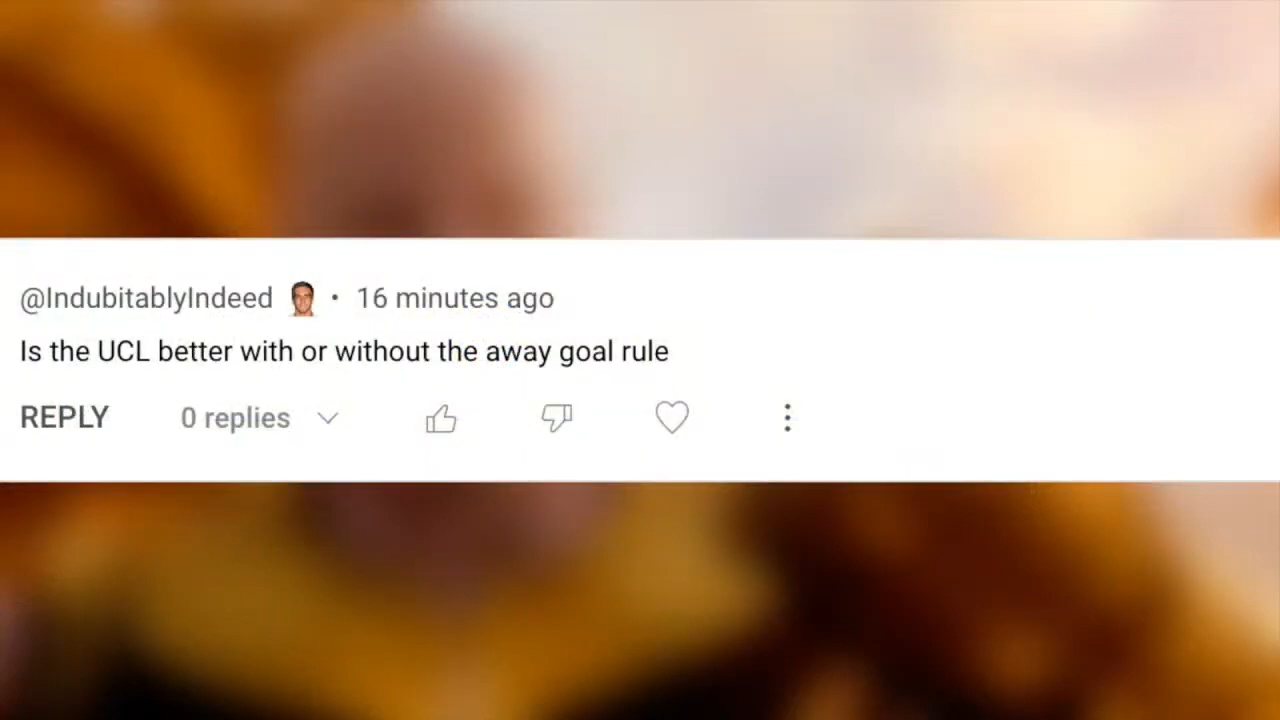 @IndubitablyIndeed • 16 minutes ago
Is the UCL better with or without the away goal rule
REPLY 0 replies